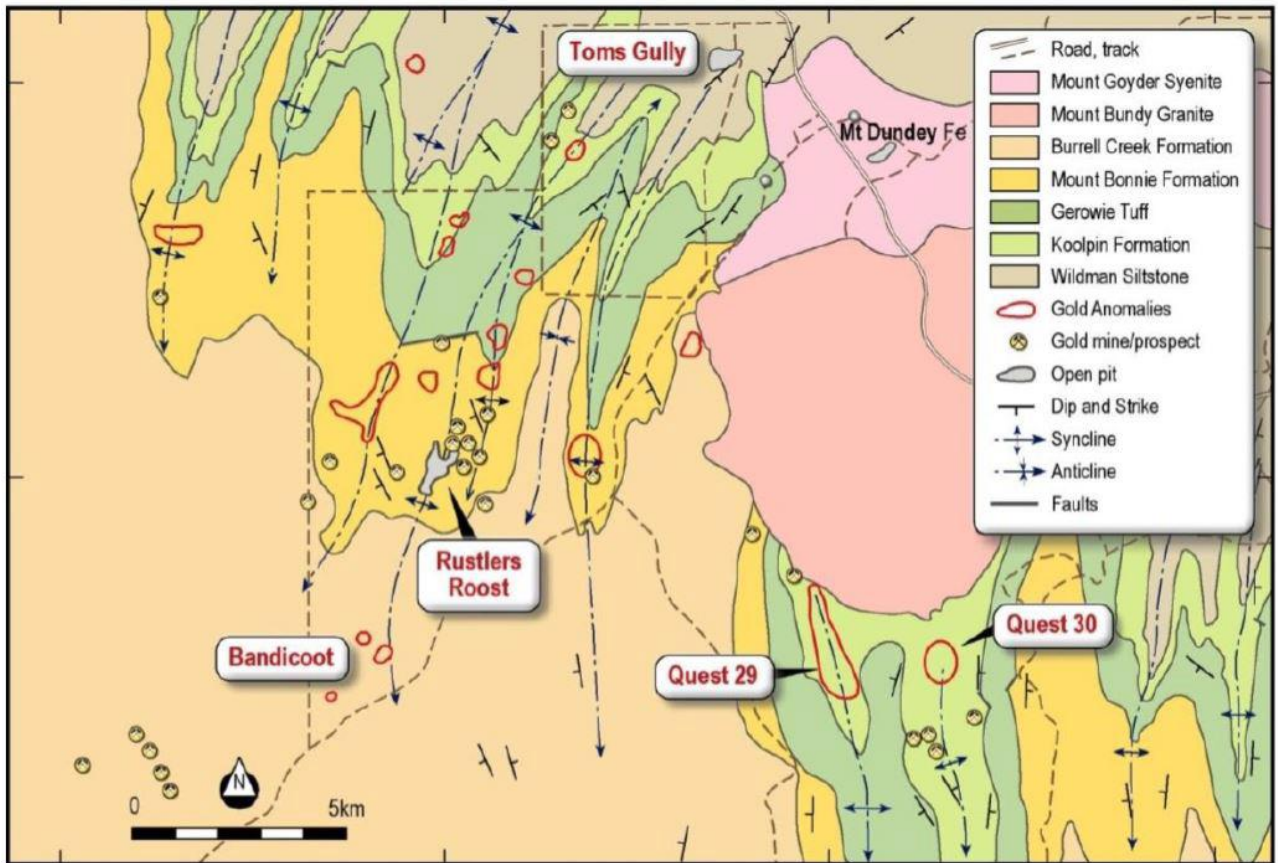 Toms Gully
Mt Dundey Fe
Rustlers
Roost
Bandicoot
Quest 29
Quest 30
N
0 5km
Road, track
Mount Goyder Syenite
Mount Bundy Granite
Burrell Creek Formation
Mount Bonnie Formation
Gerowie Tuff
Koolpin Formation
Wildman Siltstone
Gold Anomalies
Gold mine/prospect
Open pit
Dip and Strike
Syncline
Anticline
Faults